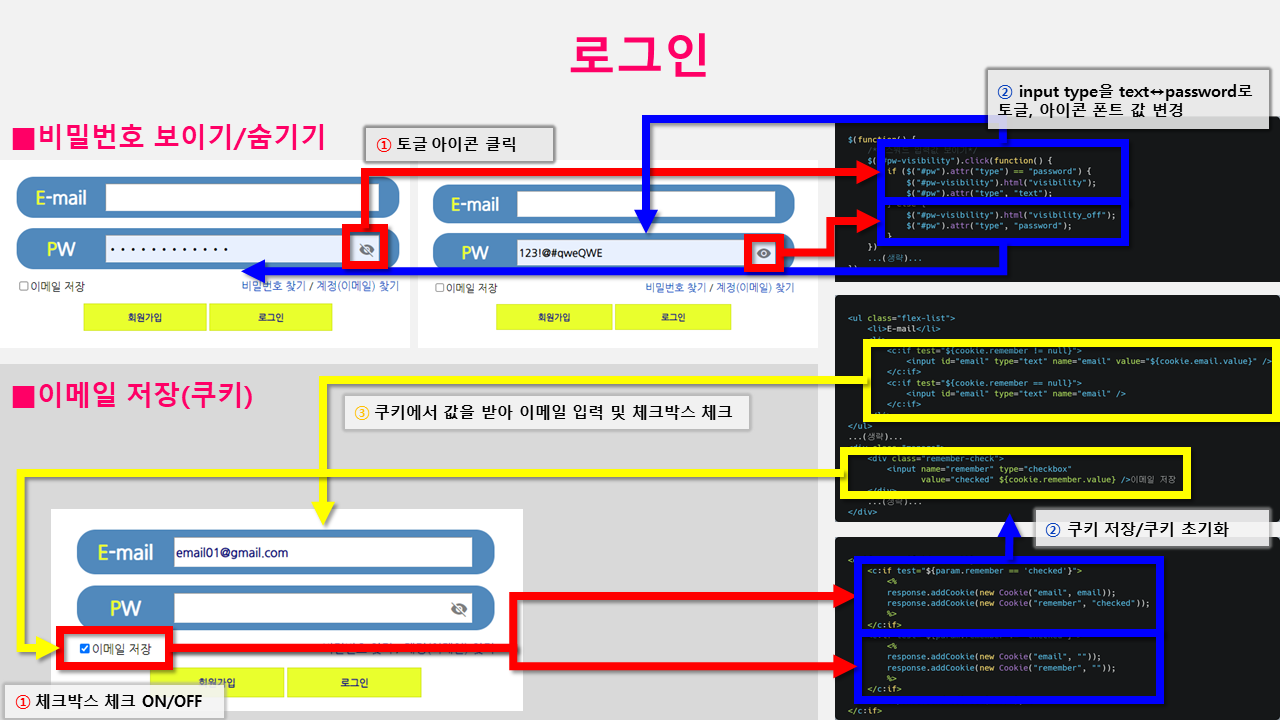 로그인
② input type을 text↔password로
토글, 아이콘 폰트 값 변경
■비밀번호 보이기/숨기기
① 토글 아이콘 클릭
E-mail
PW
이메일 저장
비밀번호 찾기 / 계정(이메일) 찾기
회원가입
로그인
E-mail
PW
123!@#qweQWE
이메일 저장
비밀번호 찾기 / 계정(이메일) 찾기
회원가입
로그인
$(function() {
$("#pw-visibility").click(function() {
if ($("#pw").attr("type") == "password") {
$("#pw-visibility").html("visibility");
$("#pw").attr("type", "text");
$("#pw-visibility").html("visibility_off");
$("#pw").attr("type", "password");
}
})
...(생략)...
■이메일 저장(쿠키)
③ 쿠키에서 값을 받아 이메일 입력 및 체크박스 체크
<ul class="flex-list">
<li>E-mail</li>
<c:if test="${cookie.remember != null}">
<input id="email" type="text" name="email" value="${cookie.email.value}" />
</c:if>
<c:if test="${cookie.remember == null}">
<input id="email" type="text" name="email" />
</c:if>
</ul>
...(생략)...
<div class="remember-check">
<input name="remember" type="checkbox"
value="checked" ${cookie.remember.value} />이메일 저장
</div>
...(생략)...
</div>
② 쿠키 저장/쿠키 초기화
E-mail
email01@gmail.com
PW
이메일 저장
회원가입
로그인
① 체크박스 체크 ON/OFF
<c:if test="${param.remember == 'checked'}">
<%
response.addCookie(new Cookie("email", email));
response.addCookie(new Cookie("remember", "checked"));
%>
</c:if>
<%
response.addCookie(new Cookie("email", ""));
response.addCookie(new Cookie("remember", ""));
%>
</c:if>
</c:if>